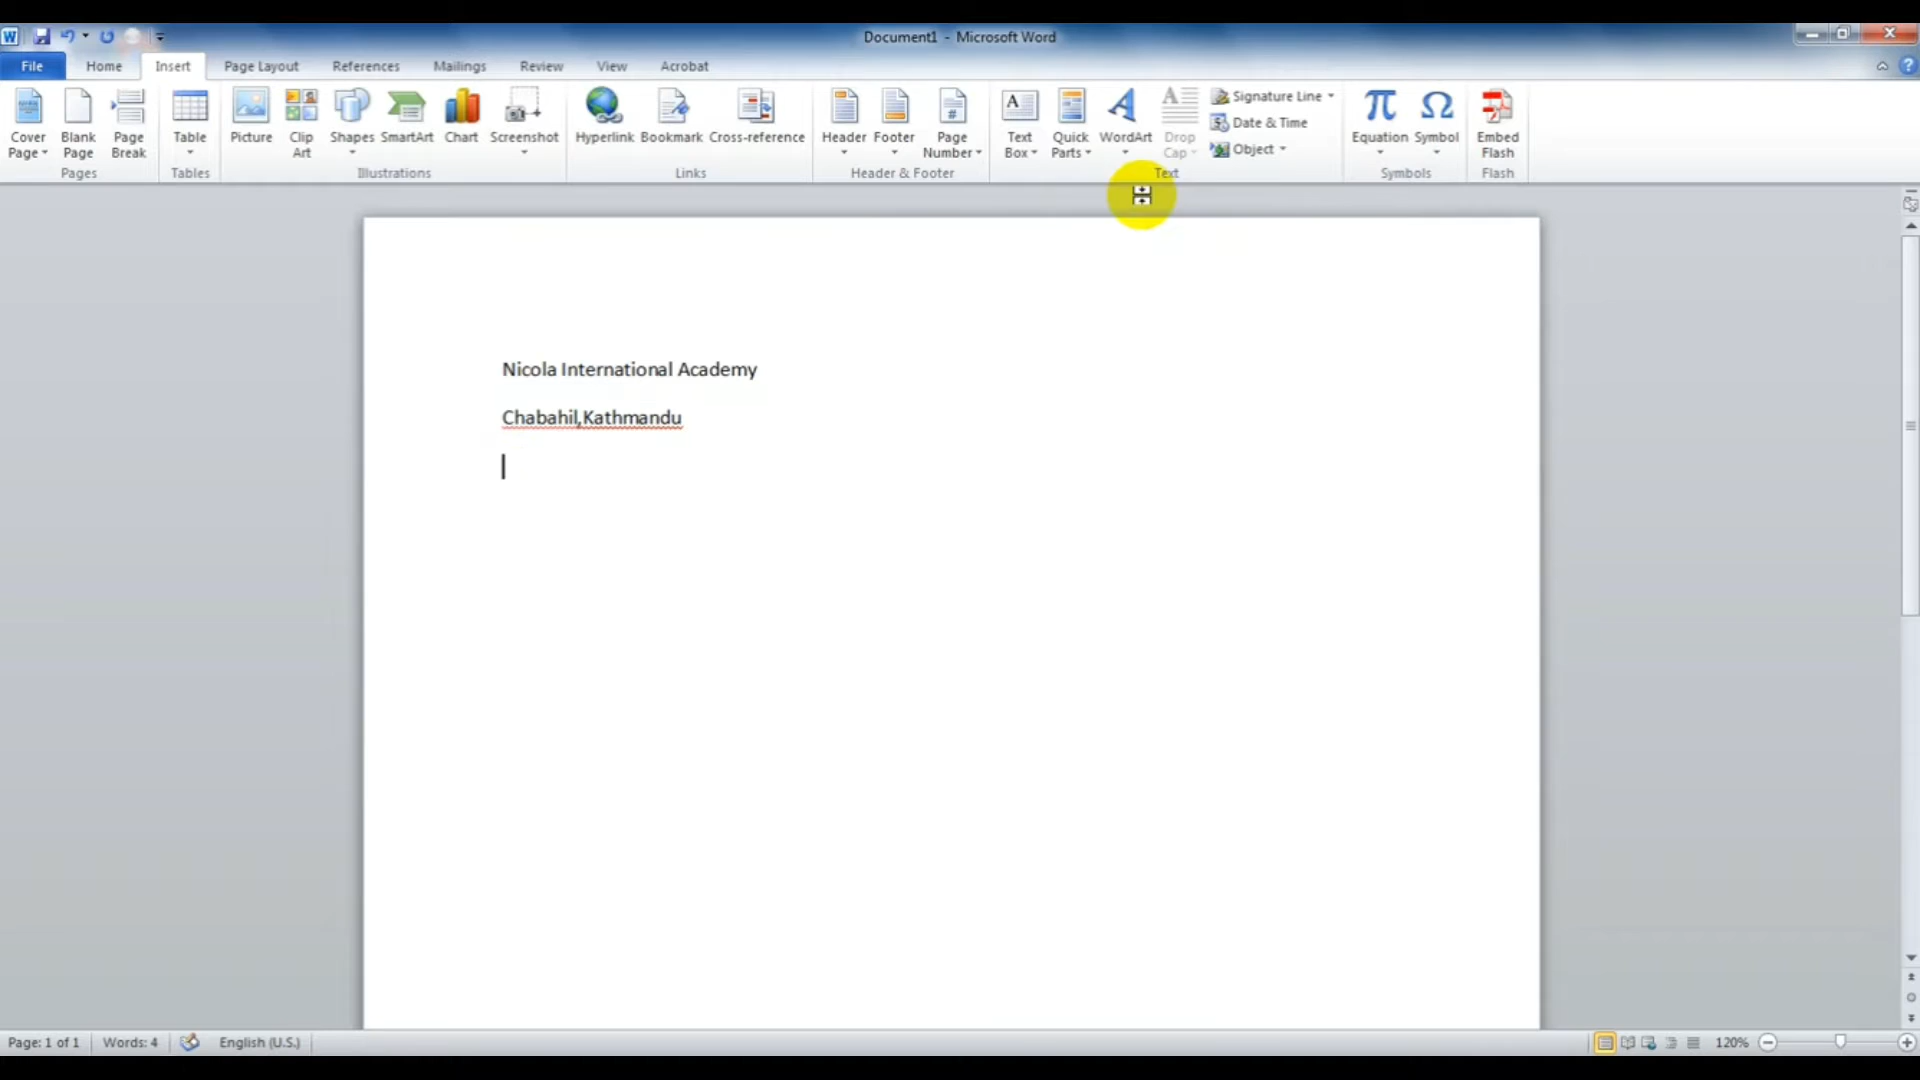 Document1 - Microsoft Word
File Home Insert Page Layout References Mailings Review View Acrobat
Cover Page
Blank Page
Page Break
Pages
Table
Tables
Picture
Clip Art
Shapes
SmartArt
Chart
Screenshot
Illustrations
Hyperlink
Bookmark
Cross-reference
Links
Header
Footer
Page Number
Header & Footer
Text Box
Quick Parts
WordArt
Drop Cap
Signature Line
Date & Time
Object
Text
Equation
Symbol
Symbols
Embed Flash
Flash
Nicola International Academy
Chabahil,Kathmandu
Page: 1 of 1 Words: 4 English (U.S.) 120%